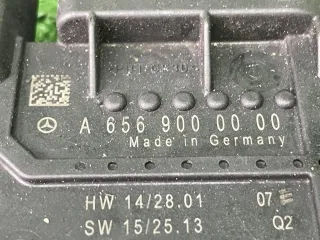 A 656 900 00 00
Made in Germany
HW 14/28.01 07
SW 15/25.13 Q2